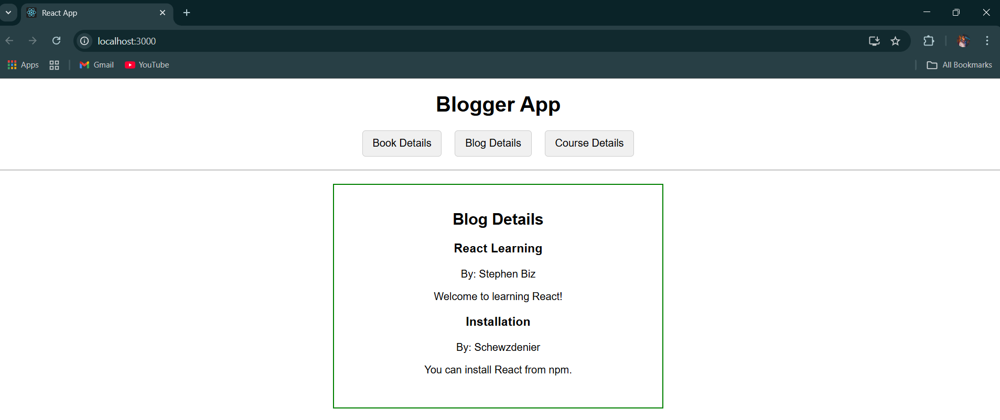 React App
localhost:3000
Apps Gmail YouTube All Bookmarks
Blogger App
Book Details Blog Details Course Details
Blog Details
React Learning
By: Stephen Biz
Welcome to learning React!
Installation
By: Schewzdenier
You can install React from npm.